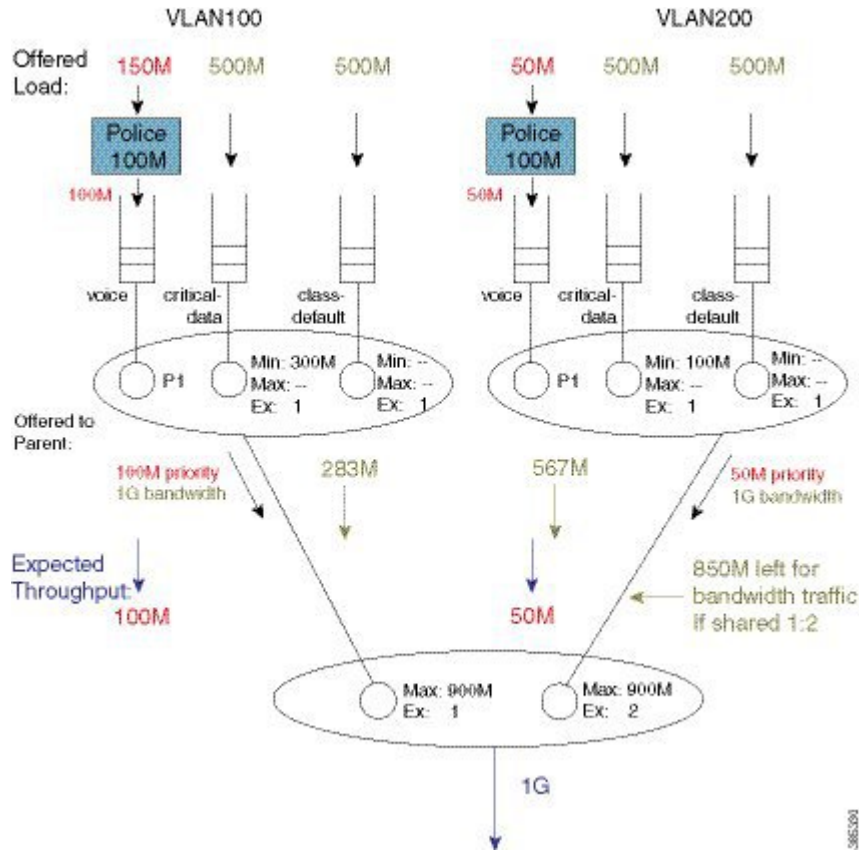 VLAN100
VLAN200
Offered
Load:
150M
500M
500M
50M
500M
500M
Police
100M
Police
100M
100M
50M
voice
critical-
data
class-
default
voice
critical-
data
class-
default
P1
Min: 300M
Max: --
Ex: 1
Min: --
Max: --
Ex: 1
P1
Min: 100M
Max: --
Ex: 1
Min: --
Max: --
Ex: 1
Offered to
Parent:
100M priority
1G bandwidth
283M
567M
50M priority
1G bandwidth
Expected
Throughput:
100M
50M
850M left for
bandwidth traffic
if shared 1:2
Max: 900M
Ex: 1
Max: 900M
Ex: 2
1G